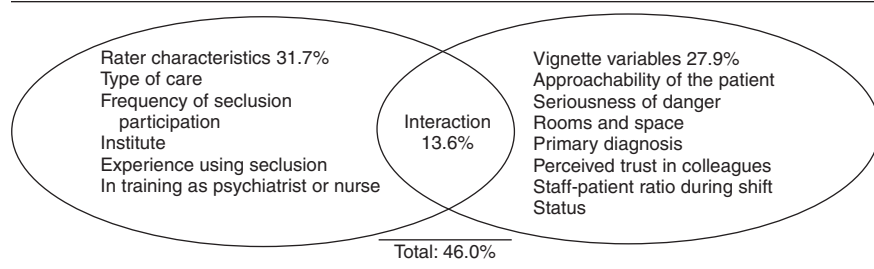 Rater characteristics 31.7%
Type of care
Frequency of seclusion
participation
Institute
Experience using seclusion
In training as psychiatrist or nurse
Interaction
13.6%
Vignette variables 27.9%
Approachability of the patient
Seriousness of danger
Rooms and space
Primary diagnosis
Perceived trust in colleagues
Staff-patient ratio during shift
Status
Total: 46.0%